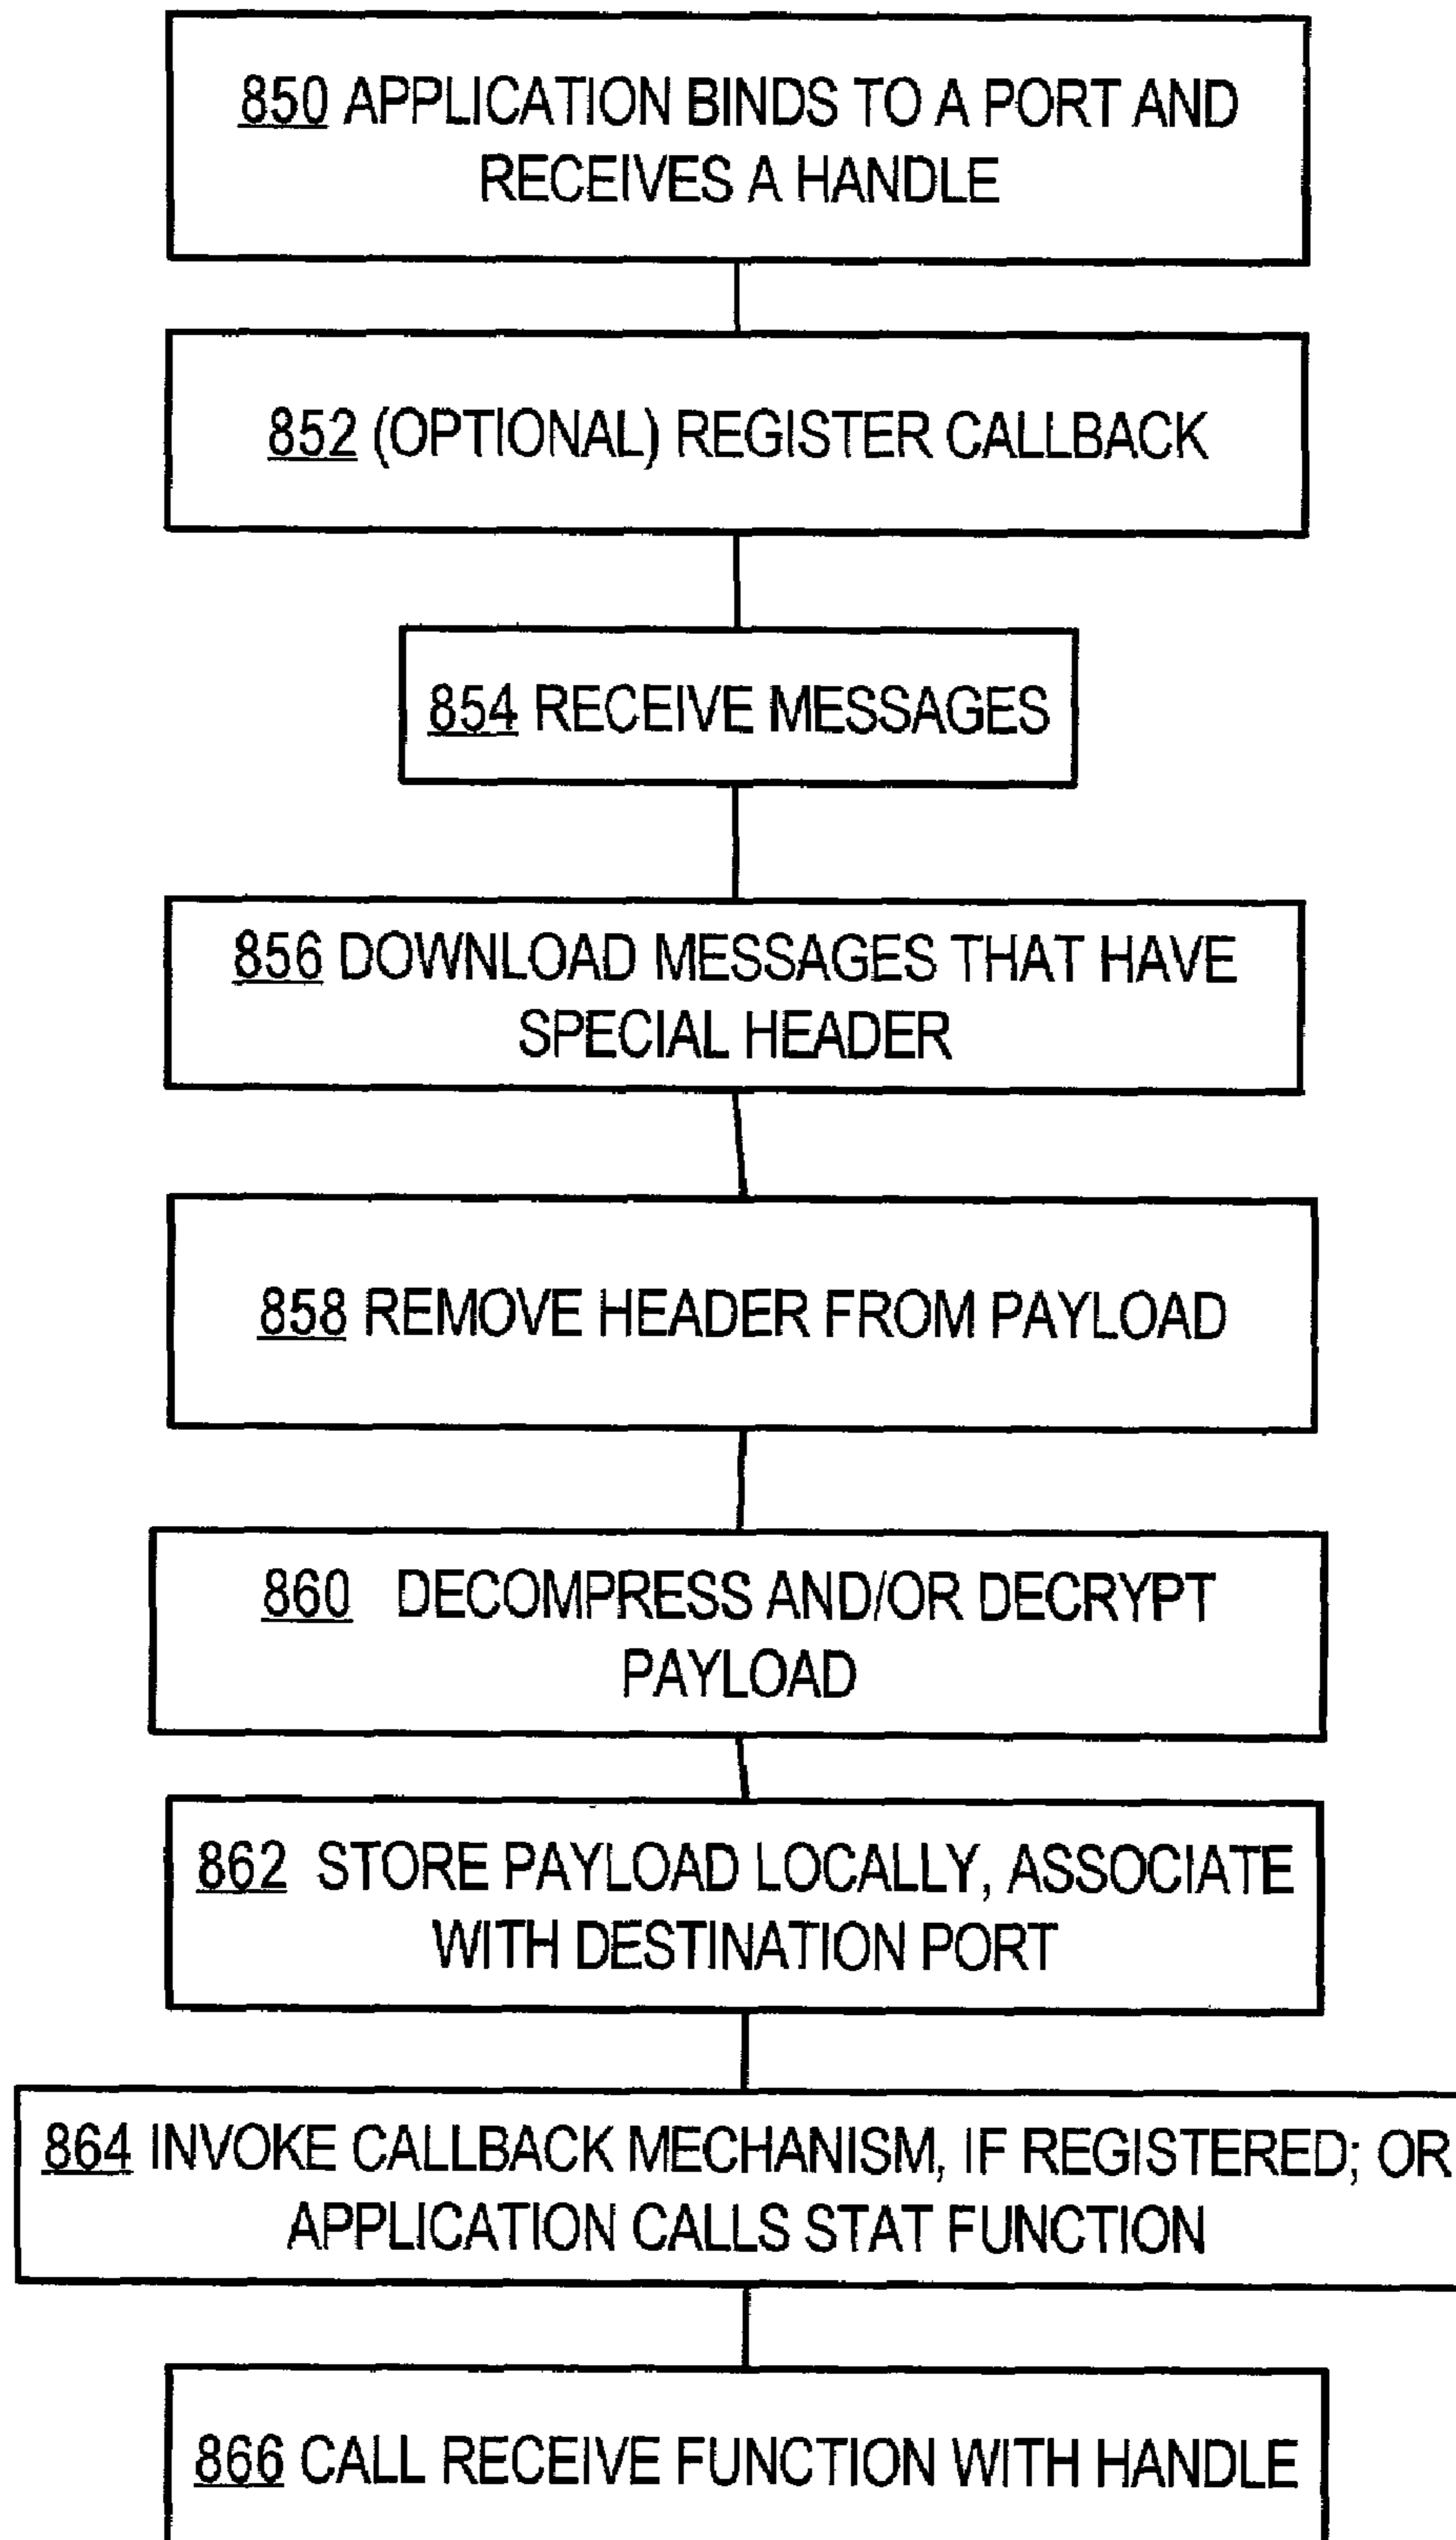 850 APPLICATION BINDS TO A PORT AND
RECEIVES A HANDLE
852 (OPTIONAL) REGISTER CALLBACK
854 RECEIVE MESSAGES
856 DOWNLOAD MESSAGES THAT HAVE
SPECIAL HEADER
858 REMOVE HEADER FROM PAYLOAD
860 DECOMPRESS AND/OR DECRYPT
PAYLOAD
862 STORE PAYLOAD LOCALLY, ASSOCIATE
WITH DESTINATION PORT
864 INVOKE CALLBACK MECHANISM, IF REGISTERED; OR
APPLICATION CALLS STAT FUNCTION
866 CALL RECEIVE FUNCTION WITH HANDLE